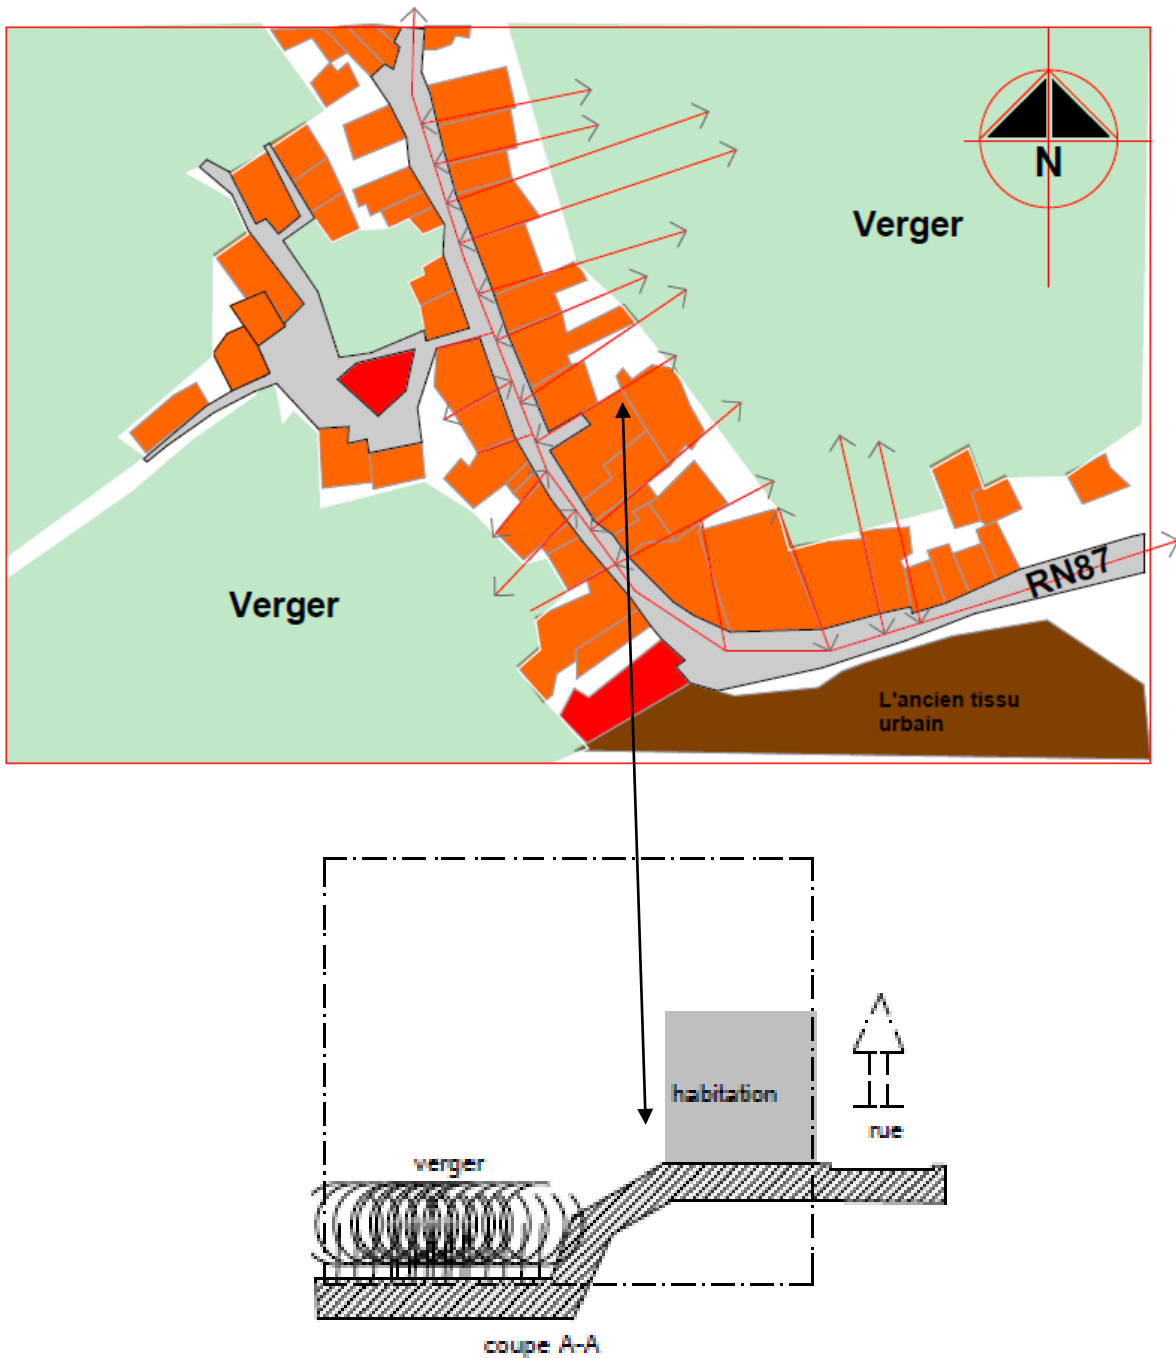 N
Verger
RN87
Verger
L'ancien tissu
urbain
habitation
rue
verger
coupe A-A